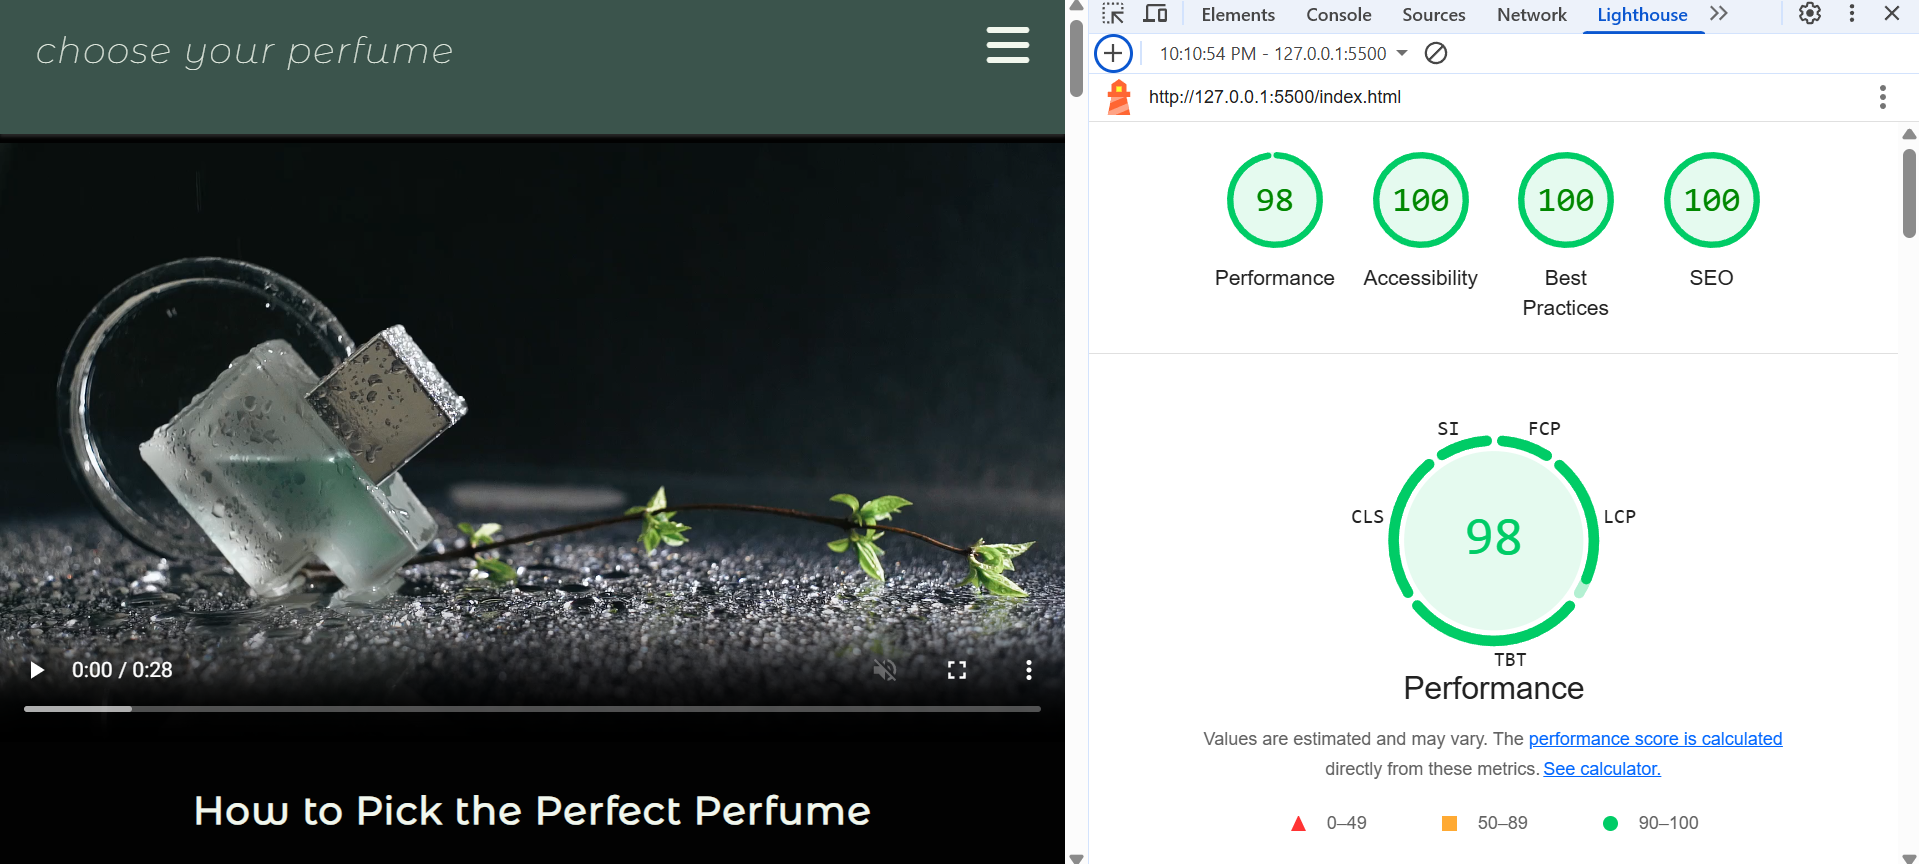 choose your perfume
0:00 / 0:28
How to Pick the Perfect Perfume
Elements Console Sources Network Lighthouse
10:10:54 PM - 127.0.0.1:5500
http://127.0.0.1:5500/index.html
98 100 100 100
Performance Accessibility Best Practices SEO
SI FCP
CLS LCP
98
TBT
Performance
Values are estimated and may vary. The performance score is calculated
directly from these metrics. See calculator.
0–49 50–89 90–100